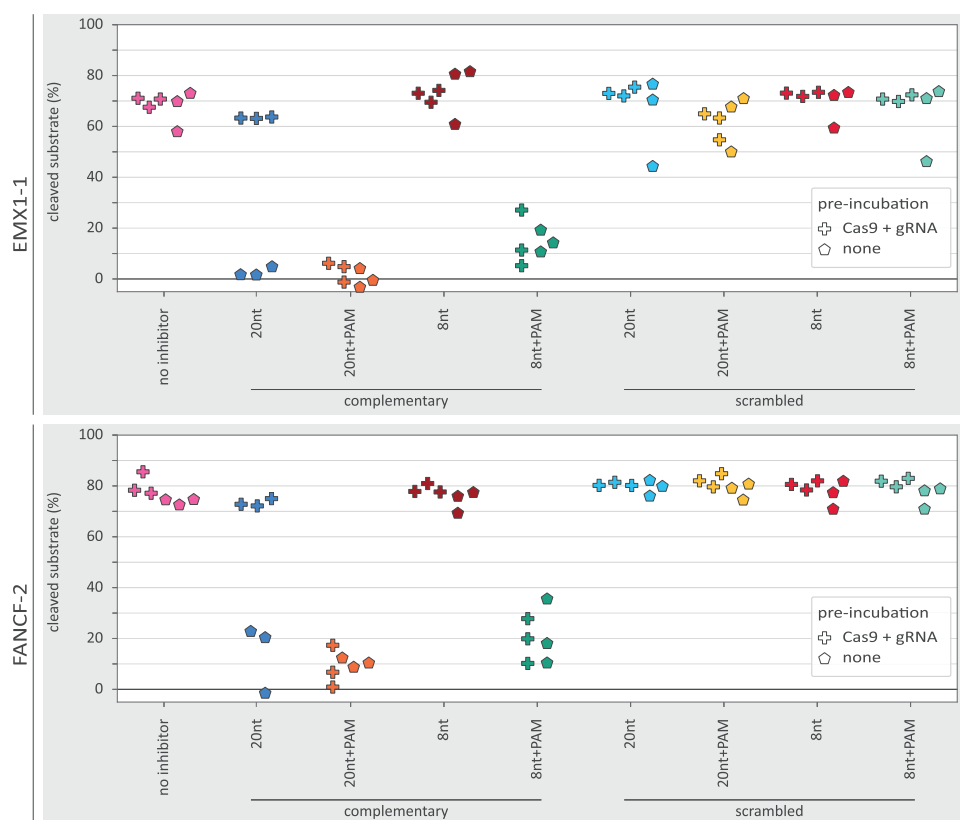 EMX1-1
cleaved substrate (%)
100
80
60
40
20
0
pre-incubation
Cas9 + gRNA
none
no inhibitor
20nt
20nt+PAM
8nt
8nt+PAM
20nt
20nt+PAM
8nt
8nt+PAM
complementary
scrambled
FANCF-2
cleaved substrate (%)
100
80
60
40
20
0
pre-incubation
Cas9 + gRNA
none
no inhibitor
20nt
20nt+PAM
8nt
8nt+PAM
20nt
20nt+PAM
8nt
8nt+PAM
complementary
scrambled